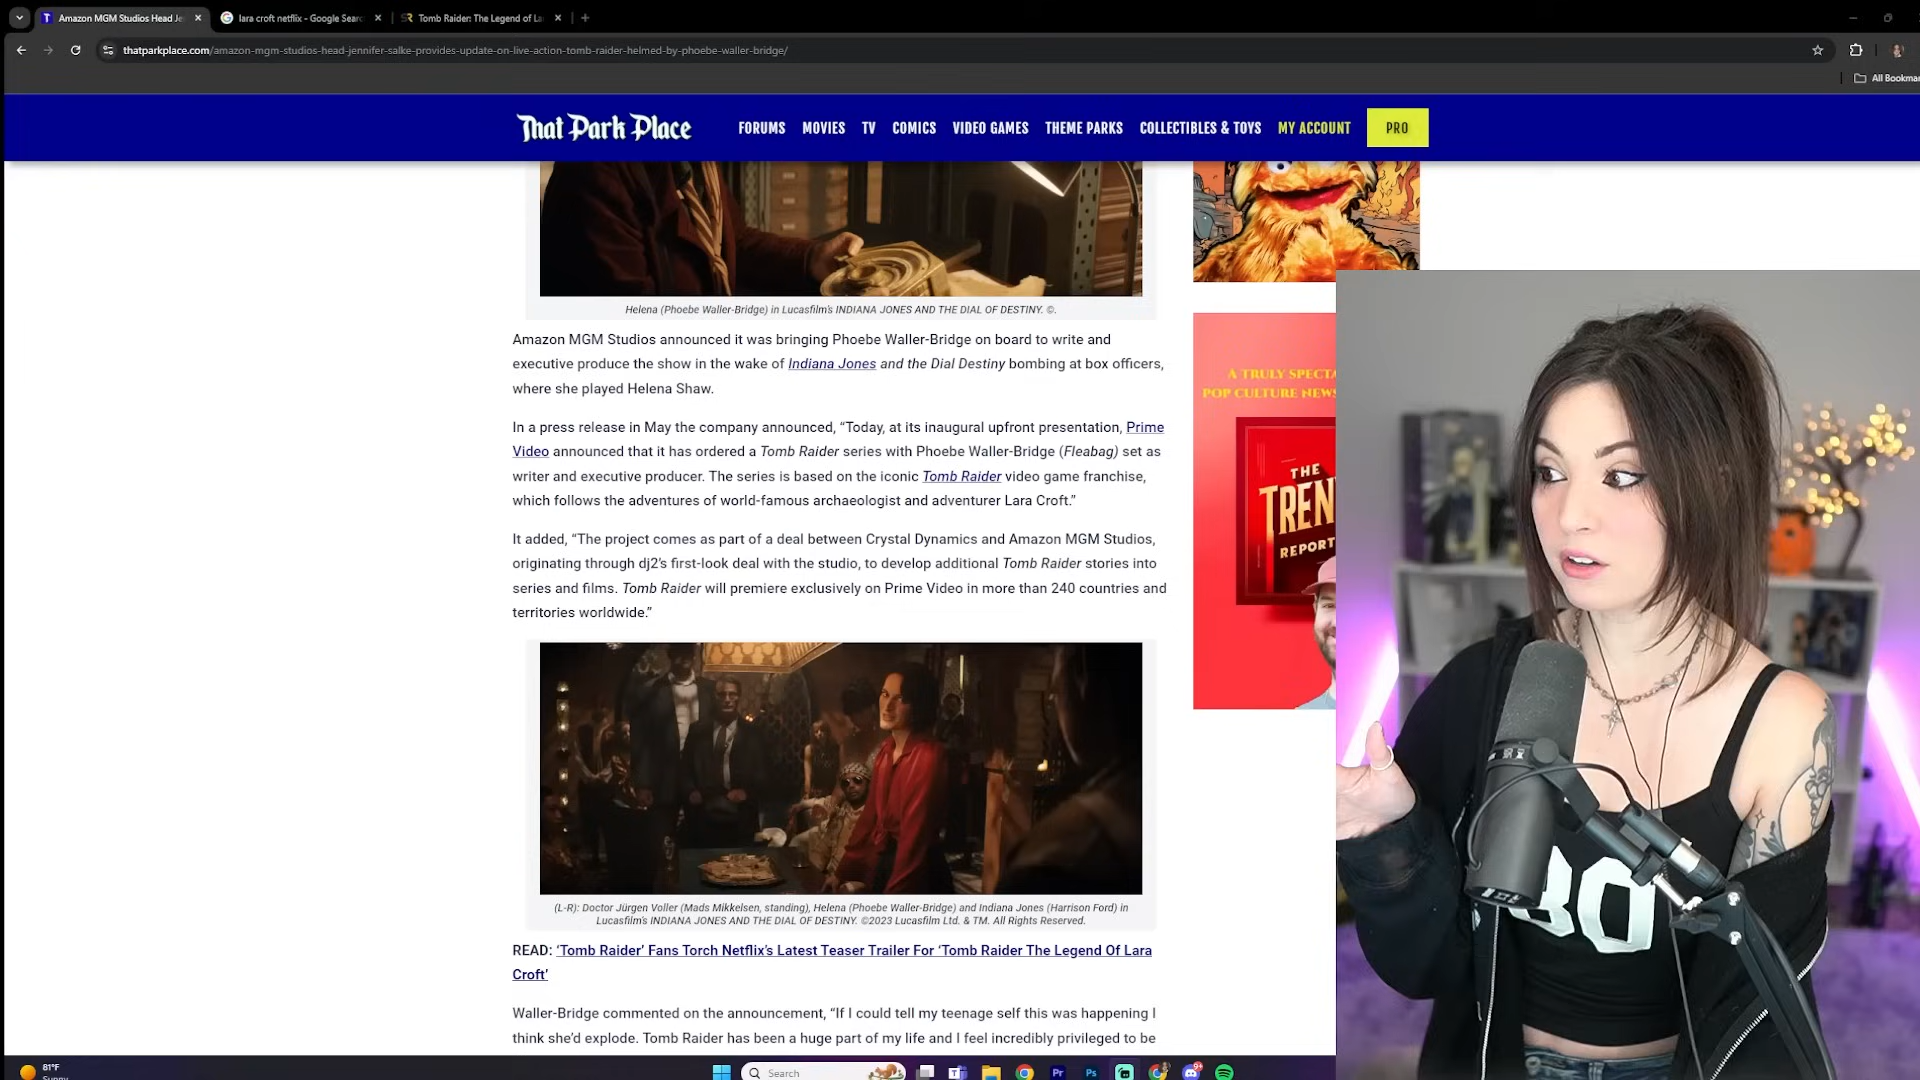 Amazon MGM Studios Head Je
lara croft netflix - Google Sear
Tomb Raider: The Legend of La
thatparkplace.com/amazon-mgm-studios-head-jennifer-salke-provides-update-on-live-action-tomb-raider-helmed-by-phoebe-waller-bridge/
All Bookmar
That Park Place
FORUMS MOVIES TV COMICS VIDEO GAMES THEME PARKS COLLECTIBLES & TOYS MY ACCOUNT PRO
Helena (Phoebe Waller-Bridge) in Lucasfilm's INDIANA JONES AND THE DIAL OF DESTINY. ©.
Amazon MGM Studios announced it was bringing Phoebe Waller-Bridge on board to write and
executive produce the show in the wake of Indiana Jones and the Dial Destiny bombing at box officers,
where she played Helena Shaw.
In a press release in May the company announced, “Today, at its inaugural upfront presentation, Prime
Video announced that it has ordered a Tomb Raider series with Phoebe Waller-Bridge (Fleabag) set as
writer and executive producer. The series is based on the iconic Tomb Raider video game franchise,
which follows the adventures of world-famous archaeologist and adventurer Lara Croft.”
It added, “The project comes as part of a deal between Crystal Dynamics and Amazon MGM Studios,
originating through dj2’s first-look deal with the studio, to develop additional Tomb Raider stories into
series and films. Tomb Raider will premiere exclusively on Prime Video in more than 240 countries and
territories worldwide.”
(L-R): Doctor Jürgen Voller (Mads Mikkelsen, standing), Helena (Phoebe Waller-Bridge) and Indiana Jones (Harrison Ford) in
Lucasfilm's INDIANA JONES AND THE DIAL OF DESTINY. ©2023 Lucasfilm Ltd. & TM. All Rights Reserved.
READ: ‘Tomb Raider’ Fans Torch Netflix’s Latest Teaser Trailer For ‘Tomb Raider The Legend Of Lara
Croft’
Waller-Bridge commented on the announcement, “If I could tell my teenage self this was happening I
think she’d explode. Tomb Raider has been a huge part of my life and I feel incredibly privileged to be
A TRULY SPECTA
POP CULTURE NEWS
THE
TREN
REPORT
80
81°F
Sunny
Search